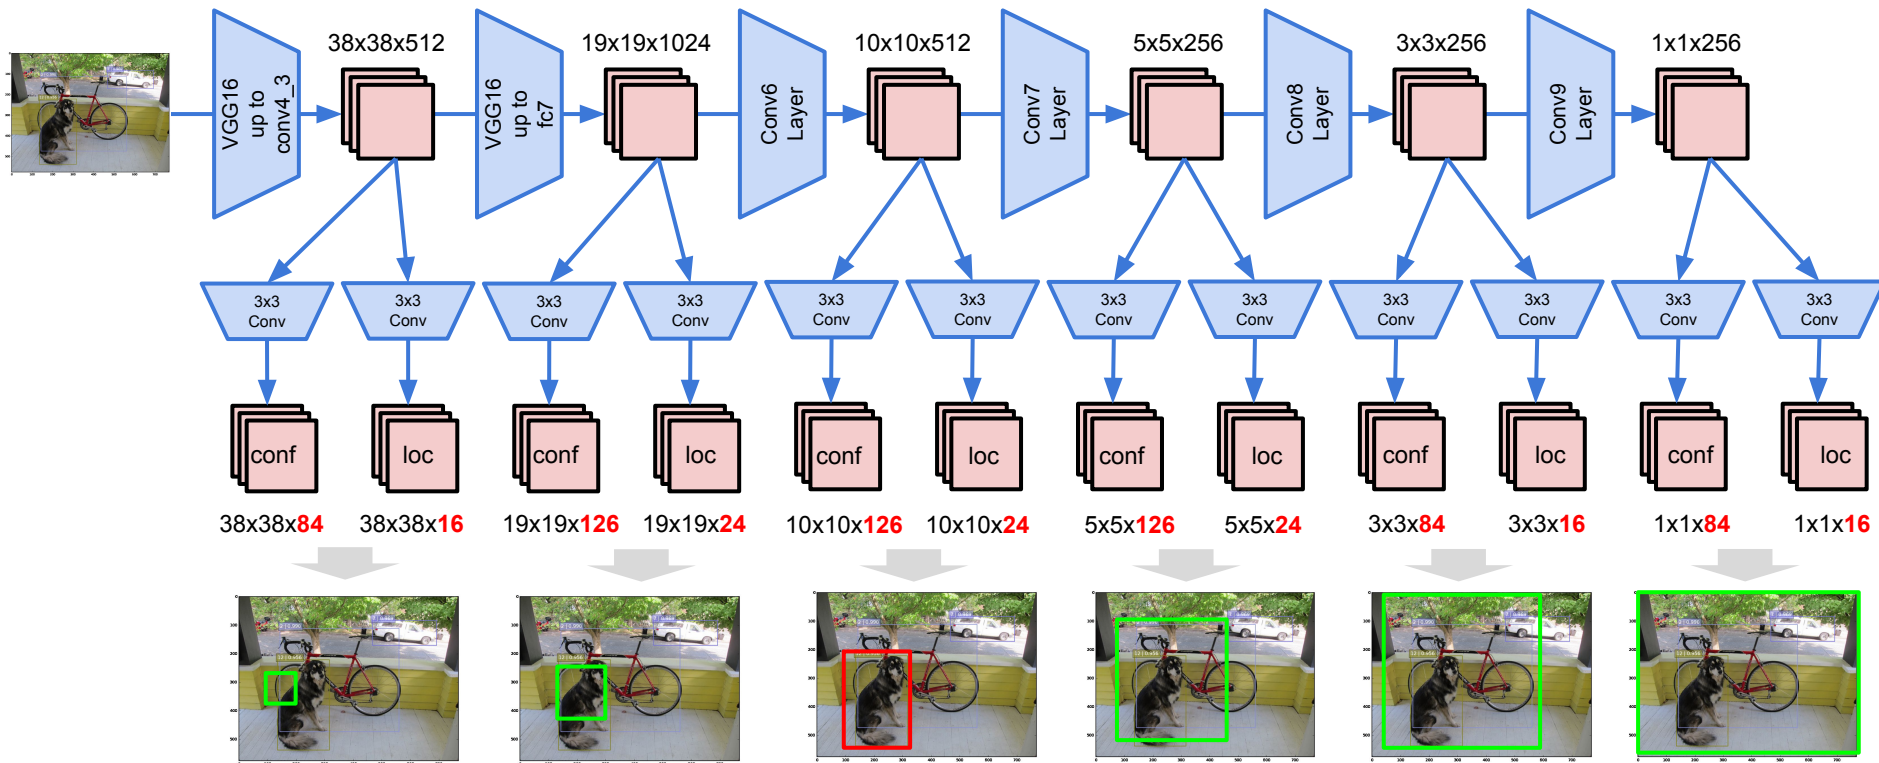 38x38x512
19x19x1024
10x10x512
5x5x256
3x3x256
1x1x256
VGG16
up to
conv4_3
VGG16
up to
fc7
Conv6
Layer
Conv7
Layer
Conv8
Layer
Conv9
Layer
3x3
Conv
3x3
Conv
3x3
Conv
3x3
Conv
3x3
Conv
3x3
Conv
3x3
Conv
3x3
Conv
3x3
Conv
3x3
Conv
3x3
Conv
3x3
Conv
conf
loc
conf
loc
conf
loc
conf
loc
conf
loc
conf
loc
38x38x84
38x38x16
19x19x126
19x19x24
10x10x126
10x10x24
5x5x126
5x5x24
3x3x84
3x3x16
1x1x84
1x1x16